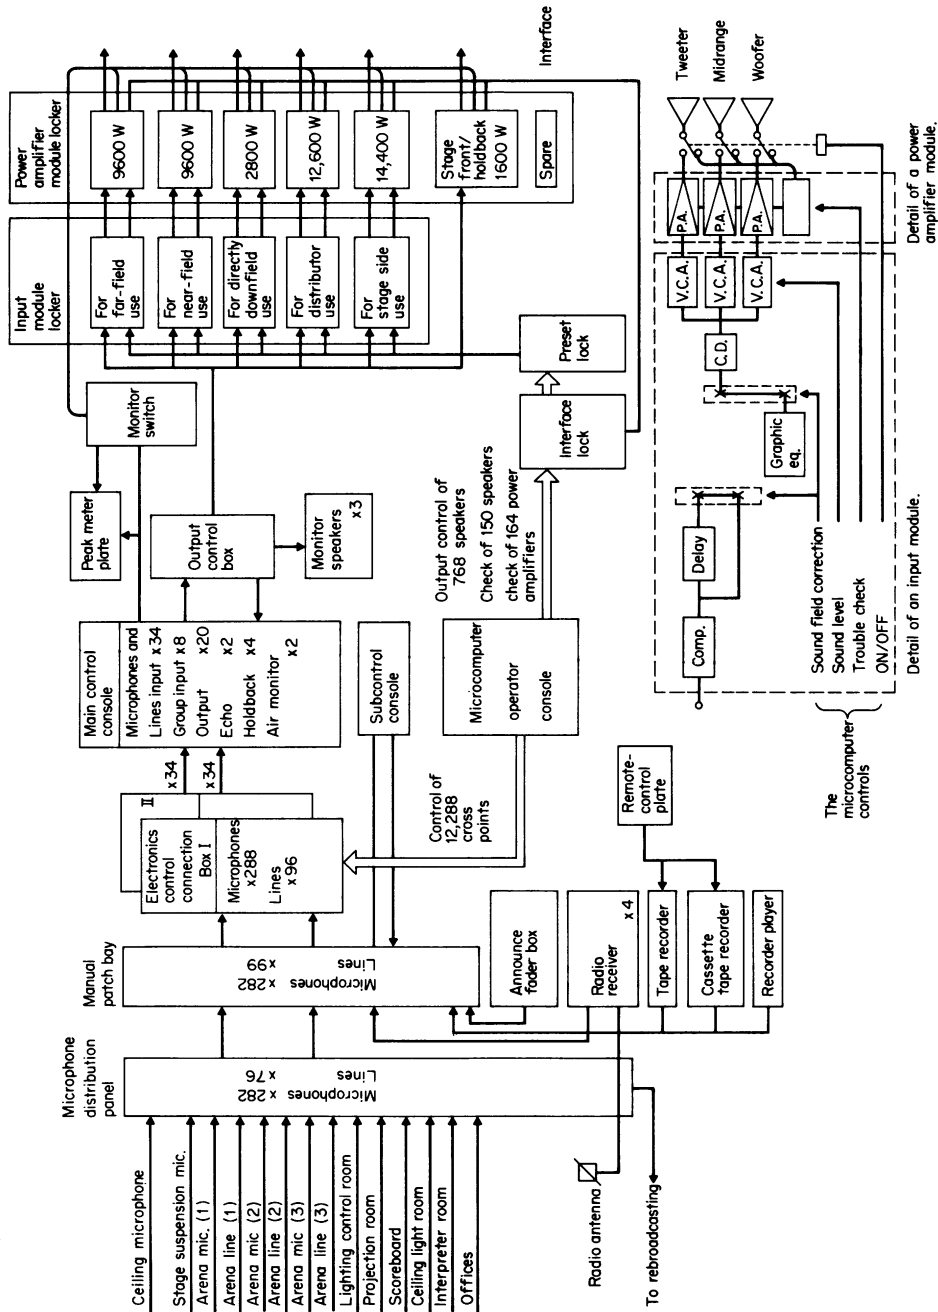 Ceiling microphone
Stage suspension mic.
Arena mic. (1)
Arena line (1)
Arena mic (2)
Arena line (2)
Arena mic (3)
Arena line (3)
Lighting control room
Projection room
Scoreboard
Ceiling light room
Interpreter room
Offices
Radio antenna
To rebroadcasting
Microphone
distribution
panel
Microphones x282
Lines x76
Manual
patch bay
Microphones x282
Lines x99
Announce
fader box
Radio
receiver
x4
Tape recorder
Cassette
tape recorder
Recorder player
Remote-
control
plate
II
Electronics
control
connection
Box I
Microphones
x288
Lines
x96
x34
x34
Control of
12,288
cross
points
Main control
console
Microphones and
Lines input x34
Group input x8
Output x20
Echo x2
Holdback x4
Air monitor x2
Subcontrol
console
Microcomputer
operator
console
Peak meter
plate
Monitor
switch
Output
control
box
Monitor
speakers
x3
Output control of
768 speakers
Check of 150 speakers
check of 164 power
amplifiers
Interface
lock
Preset
lock
Input
module
locker
For
far-field
use
For
near-field
use
For directly
downfield
use
For
distributor
use
For
stage side
use
Power
amplifier
module locker
9600 W
9600 W
2800 W
12,600 W
14,400 W
Stage
front/
holdback
1600 W
Spare
Interface
Comp.
Delay
Graphic
eq.
C.D.
V.C.A.
V.C.A.
V.C.A.
P.A.
P.A.
P.A.
Tweeter
Midrange
Woofer
The
microcomputer
controls
Sound field correction
Sound level
Trouble check
ON/OFF
Detail of an input module.
Detail of a power
amplifier module.